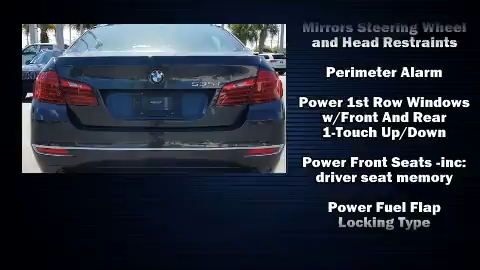 Mirrors Steering Wheel
and Head Restraints
Perimeter Alarm
Power 1st Row Windows
w/Front And Rear
1-Touch Up/Down
Power Front Seats -inc:
driver seat memory
Power Fuel Flap
Locking Type
535i